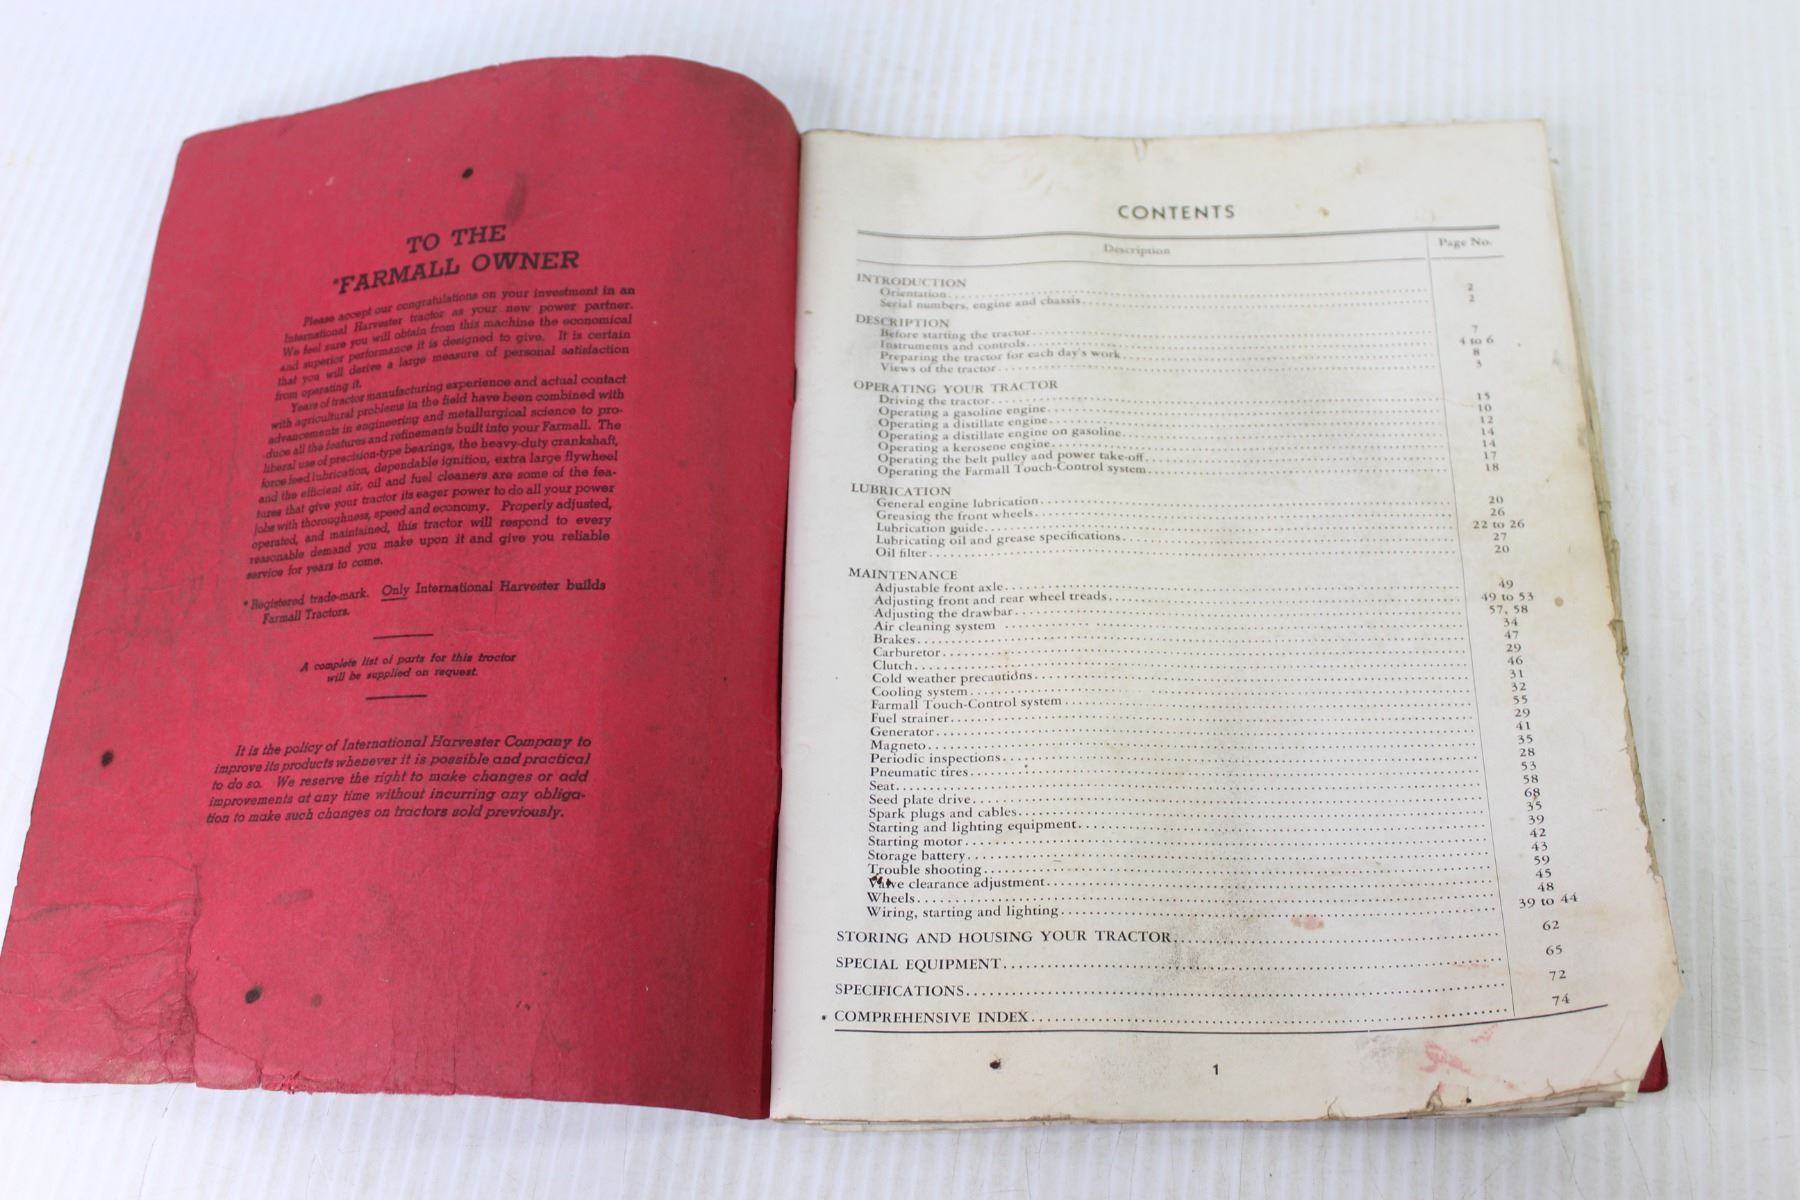 TO THE
*FARMALL OWNER
Please accept our congratulations on your investment in an
International Harvester tractor as your new power partner.
We feel sure you will obtain from this machine the economical
and superior performance it is designed to give. It is certain
that you will derive a large measure of personal satisfaction
from operating it.
Years of tractor manufacturing experience and actual contact
with agricultural problems in the field have been combined with
advancements in engineering and metallurgical science to pro-
duce all the features and refinements built into your Farmall. The
liberal use of precision-type bearings, the heavy-duty crankshaft,
force feed lubrication, dependable ignition, extra large flywheel
and the efficient air, oil and fuel cleaners are some of the fea-
tures that give your tractor its eager power to do all your power
jobs with thoroughness, speed and economy. Properly adjusted,
operated, and maintained, this tractor will respond to every
reasonable demand you make upon it and give you reliable
service for years to come.
* Registered trade-mark. Only International Harvester builds
Farmall Tractors.
A complete list of parts for this tractor
will be supplied on request.
It is the policy of International Harvester Company to
improve its products whenever it is possible and practical
to do so. We reserve the right to make changes or add
improvements at any time without incurring any obliga-
tion to make such changes on tractors sold previously.
CONTENTS
Description Page No.
INTRODUCTION
Orientation 2
Serial numbers, engine and chassis 2
DESCRIPTION
Before starting the tractor 7
Instruments and controls 4 to 6
Preparing the tractor for each day's work 8
Views of the tractor 3
OPERATING YOUR TRACTOR
Driving the tractor 15
Operating a gasoline engine 10
Operating a distillate engine 12
Operating a distillate engine on gasoline 14
Operating a kerosene engine 14
Operating the belt pulley and power take-off 17
Operating the Farmall Touch-Control system 18
LUBRICATION
General engine lubrication 20
Greasing the front wheels 26
Lubrication guide 22 to 26
Lubricating oil and grease specifications 27
Oil filter 20
MAINTENANCE
Adjustable front axle 49
Adjusting front and rear wheel treads 49 to 53
Adjusting the drawbar 57, 58
Air cleaning system 34
Brakes 47
Carburetor 29
Clutch 46
Cold weather precautions 31
Cooling system 32
Farmall Touch-Control system 55
Fuel strainer 29
Generator 41
Magneto 35
Periodic inspections 28
Pneumatic tires 53
Seat 58
Seed plate drive 68
Spark plugs and cables 35
Starting and lighting equipment 39
Starting motor 42
Storage battery 43
Trouble shooting 59
Valve clearance adjustment 45
Wheels 48
Wiring, starting and lighting 39 to 44
STORING AND HOUSING YOUR TRACTOR 62
SPECIAL EQUIPMENT 65
SPECIFICATIONS 72
COMPREHENSIVE INDEX 74
1